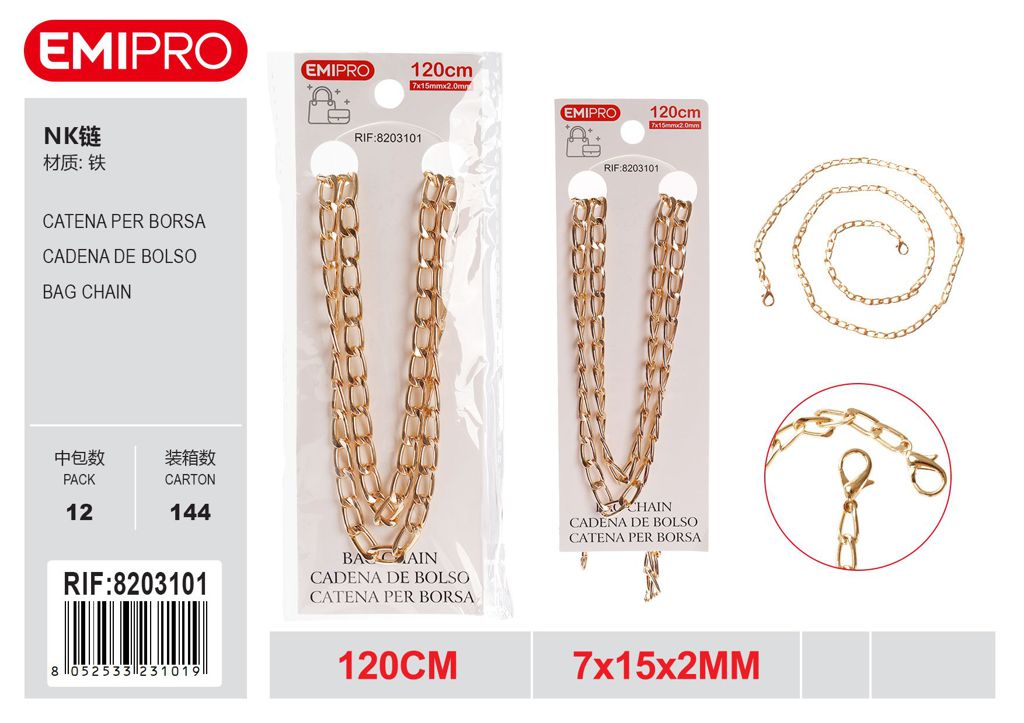 EMIPRO
NK链
材质: 铁
CATENA PER BORSA
CADENA DE BOLSO
BAG CHAIN
中包数
PACK
12
装箱数
CARTON
144
RIF:8203101
8 052533 231019
EMIPRO
120cm
7x15mmx2.0mm
RIF:8203101
BAG CHAIN
CADENA DE BOLSO
CATENA PER BORSA
EMIPRO
120cm
7x15mmx2.0mm
RIF:8203101
BAG CHAIN
CADENA DE BOLSO
CATENA PER BORSA
120CM
7x15x2MM